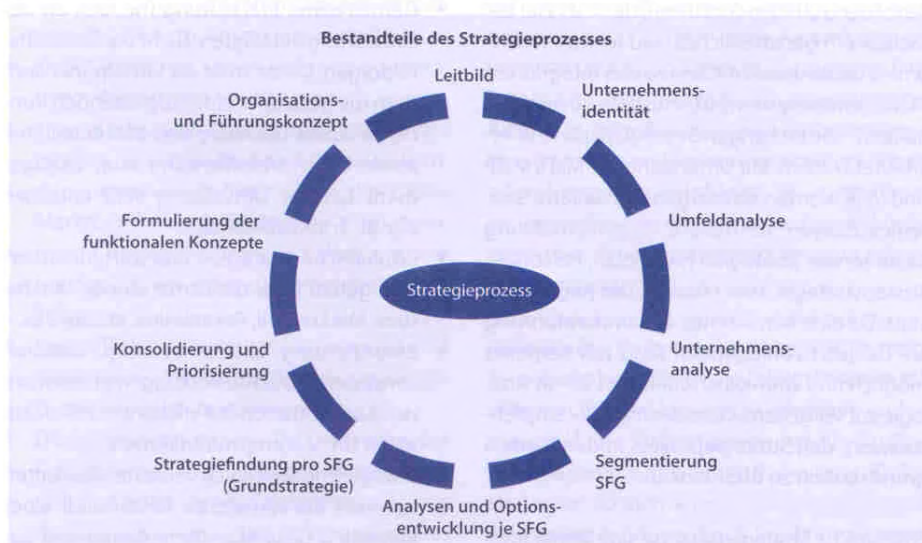 Bestandteile des Strategieprozesses
Leitbild
Unternehmens-
identität
Umfeldanalyse
Unternehmens-
analyse
Segmentierung
SFG
Analysen und Options-
entwicklung je SFG
Strategiefindung pro SFG
(Grundstrategie)
Konsolidierung und
Priorisierung
Formulieren der
funktionalen Konzepte
Organisations-
und Führungskonzept
Strategieprozess